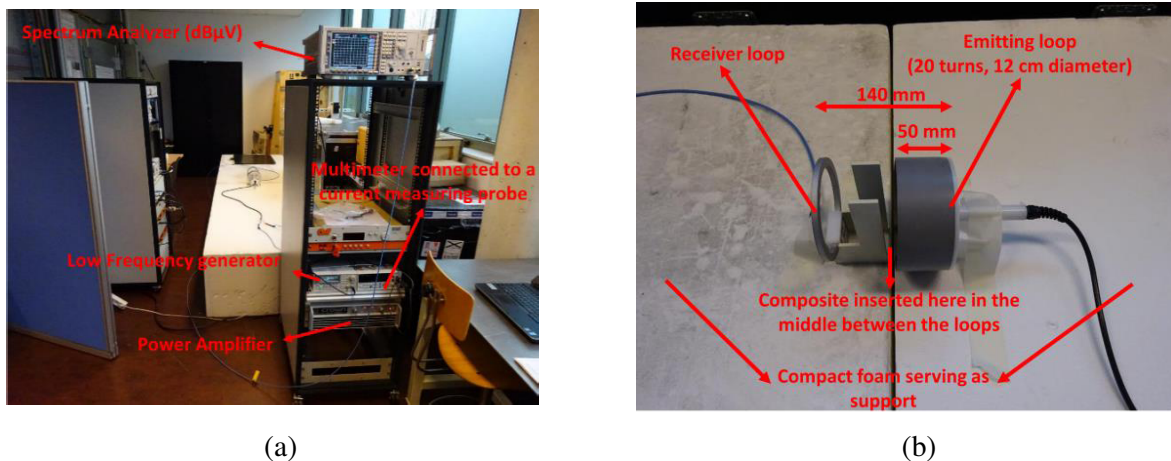 Spectrum Analyzer (dBµV)
Multimeter connected to a
current measuring probe
Low Frequency generator
Power Amplifier
(a)
Receiver loop
Emitting loop
(20 turns, 12 cm diameter)
140 mm
50 mm
Composite inserted here in the
middle between the loops
Compact foam serving as
support
(b)